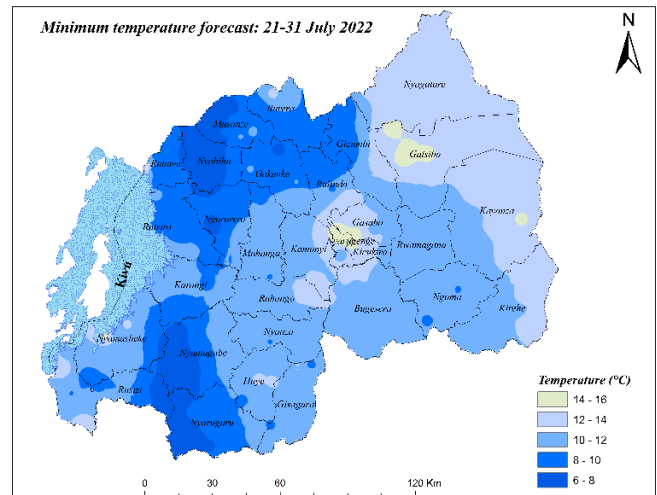 Minimum temperature forecast: 21-31 July 2022
N
Nyagatare
Burera
Musanze
Gicumbi
Gatsibo
Rubavu
Nyabihu
Gakenke
Rulindo
Kayonza
Rutsiro
Ngororero
Gasabo
Nyarugenge
Kicukiro
Rwamagana
Muhanga
Kamonyi
Kivu
Karongi
Ruhango
Bugesera
Ngoma
Kirehe
Nyamasheke
Nyanza
Nyamagabe
Rusizi
Huye
Gisagara
Nyaruguru
Temperature (°C)
14 - 16
12 - 14
10 - 12
8 - 10
6 - 8
0 30 60 120 Km